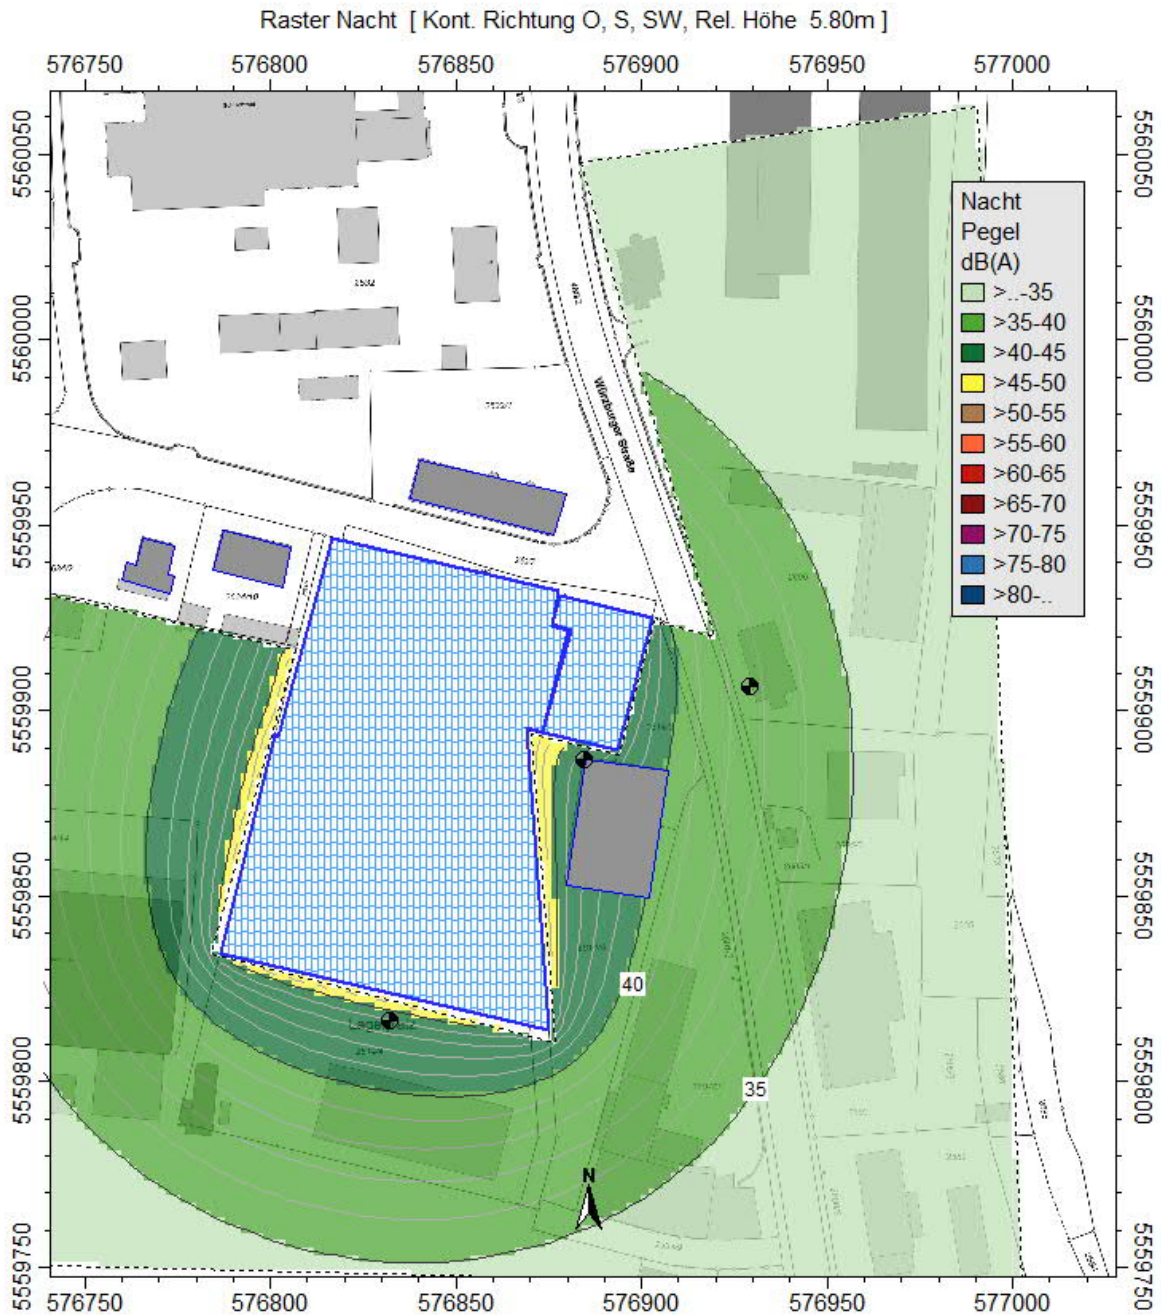 Raster Nacht [ Kont. Richtung O, S, SW, Rel. Höhe 5.80m ]
576750 576800 576850 576900 576950 577000
5560050 5560050
5560000 5560000
5559950 5559950
5559900 5559900
5559850 5559850
5559800 5559800
5559750 5559750
Nacht
Pegel
dB(A)
>..-35
>35-40
>40-45
>45-50
>50-55
>55-60
>60-65
>65-70
>70-75
>75-80
>80-..
Würzburger Straße
40
35
N
576750 576800 576850 576900 576950 577000